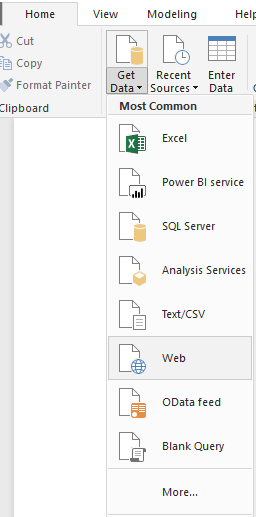 Home View Modeling Help
Cut
Copy
Format Painter
Clipboard
Get Data
Recent Sources
Enter Data
Most Common
Excel
Power BI service
SQL Server
Analysis Services
Text/CSV
Web
OData feed
Blank Query
More...